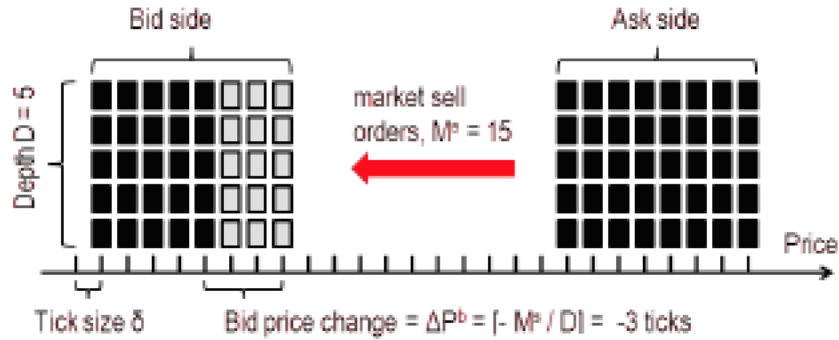 Bid side
Ask side
Depth D = 5
market sell
orders, Mˢ = 15
Price
Tick size δ
Bid price change = ΔPᵇ = ⌈- Mˢ / D⌉ = -3 ticks